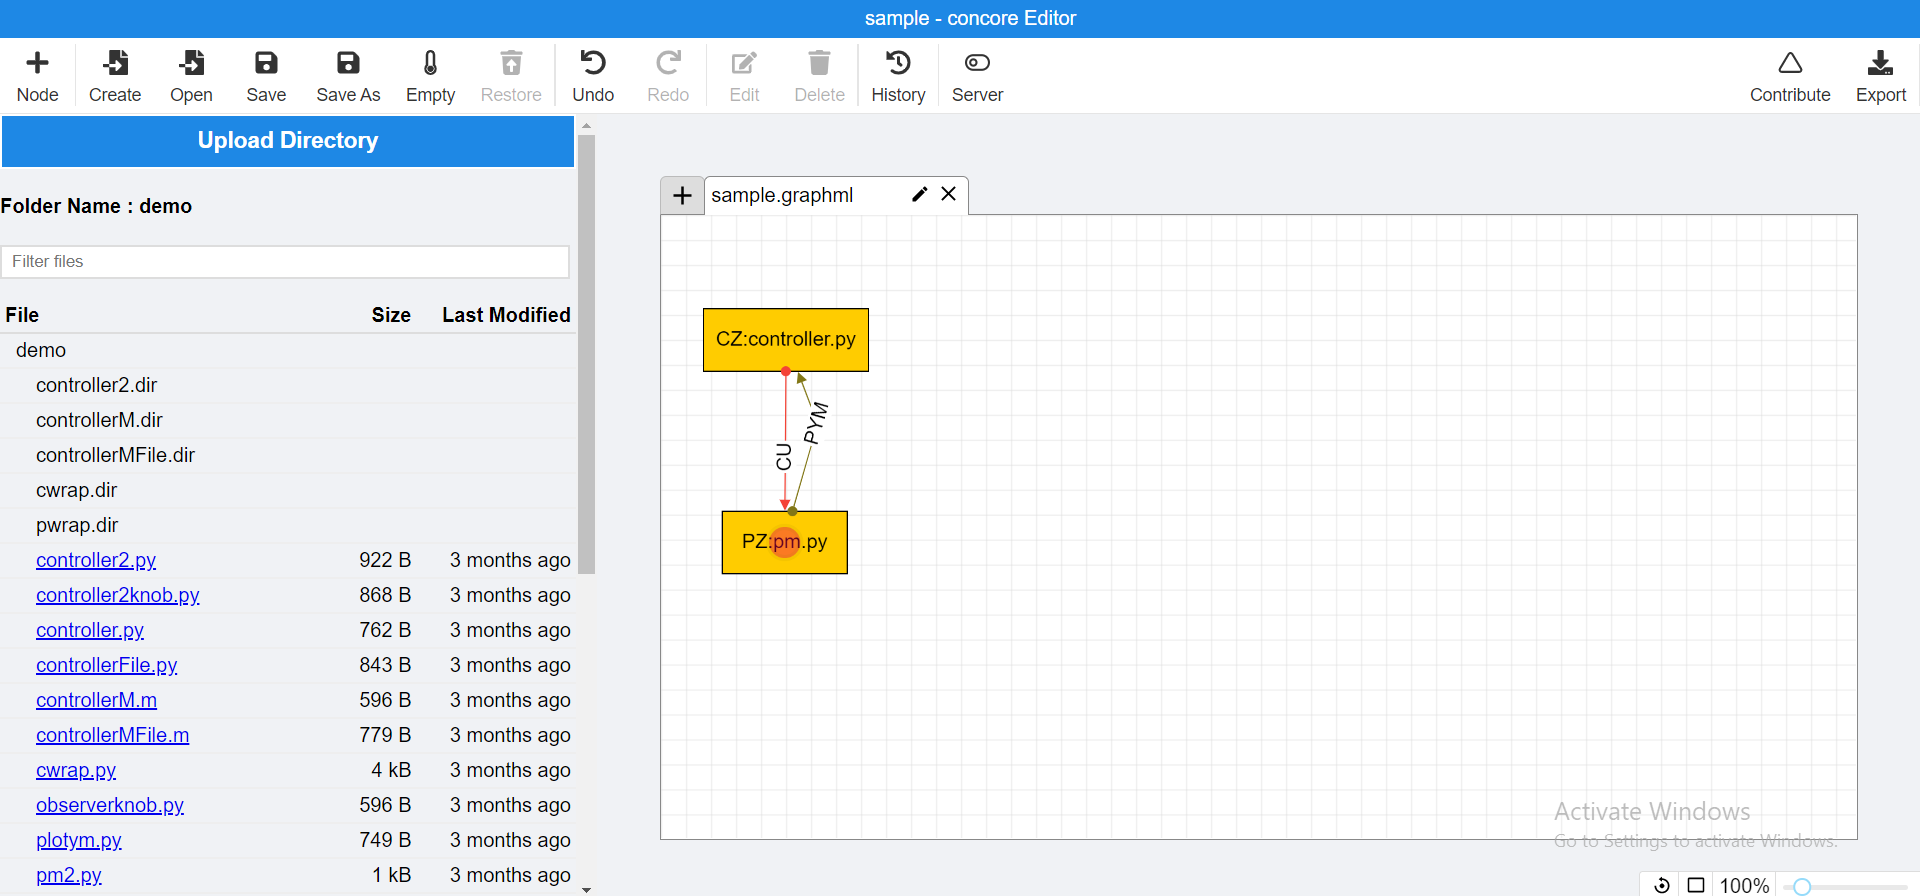 sample - concore Editor
Node Create Open Save Save As Empty Restore Undo Redo Edit Delete History Server Contribute Export
Upload Directory
Folder Name : demo
Filter files
File Size Last Modified
demo
controller2.dir
controllerM.dir
controllerMFile.dir
cwrap.dir
pwrap.dir
controller2.py 922 B 3 months ago
controller2knob.py 868 B 3 months ago
controller.py 762 B 3 months ago
controllerFile.py 843 B 3 months ago
controllerM.m 596 B 3 months ago
controllerMFile.m 779 B 3 months ago
cwrap.py 4 kB 3 months ago
observerknob.py 596 B 3 months ago
plotym.py 749 B 3 months ago
pm2.py 1 kB 3 months ago
sample.graphml
CZ:controller.py
PYM
CU
PZ:pm.py
Activate Windows
Go to Settings to activate Windows.
100%